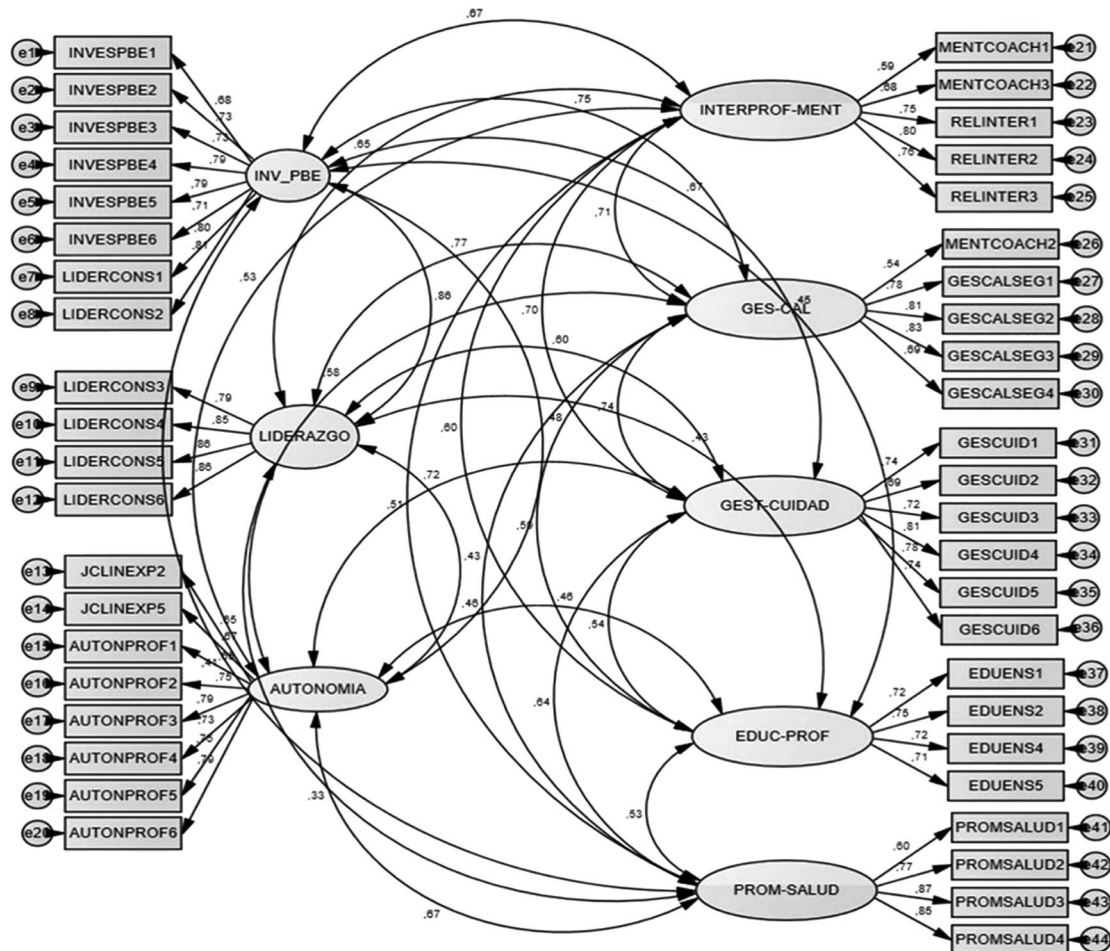 e1 INVESPBE1
e2 INVESPBE2
e3 INVESPBE3
e4 INVESPBE4
e5 INVESPBE5
e6 INVESPBE6
e7 LIDERCONS1
e8 LIDERCONS2
.68
.73
.73
.79
.79
.71
.80
.81
INV_PBE
e9 LIDERCONS3
e10 LIDERCONS4
e11 LIDERCONS5
e12 LIDERCONS6
.79
.85
.86
.86
LIDERAZGO
e13 JCLINEXP2
e14 JCLINEXP5
e15 AUTONPROF1
e16 AUTONPROF2
e17 AUTONPROF3
e18 AUTONPROF4
e19 AUTONPROF5
e20 AUTONPROF6
.65
.67
.41
.75
.79
.73
.79
AUTONOMIA
.67
.75
.65
.67
.71
.53
.77
.86
.70
.45
.60
.58
.74
.48
.43
.60
.72
.51
.43
.46
.46
.54
.64
.33
.53
.67
INTERPROF-MENT
.59
.68
.75
.80
.76
MENTCOACH1 e21
MENTCOACH3 e22
RELINTER1 e23
RELINTER2 e24
RELINTER3 e25
GES-CAL
.54
.78
.81
.83
.69
MENTCOACH2 e26
GESCALSEG1 e27
GESCALSEG2 e28
GESCALSEG3 e29
GESCALSEG4 e30
GEST-CUIDAD
.74
.69
.72
.81
.78
.74
GESCUID1 e31
GESCUID2 e32
GESCUID3 e33
GESCUID4 e34
GESCUID5 e35
GESCUID6 e36
EDUC-PROF
.72
.75
.72
.71
EDUENS1 e37
EDUENS2 e38
EDUENS4 e39
EDUENS5 e40
PROM-SALUD
.60
.77
.87
.85
PROMSALUD1 e41
PROMSALUD2 e42
PROMSALUD3 e43
PROMSALUD4 e44